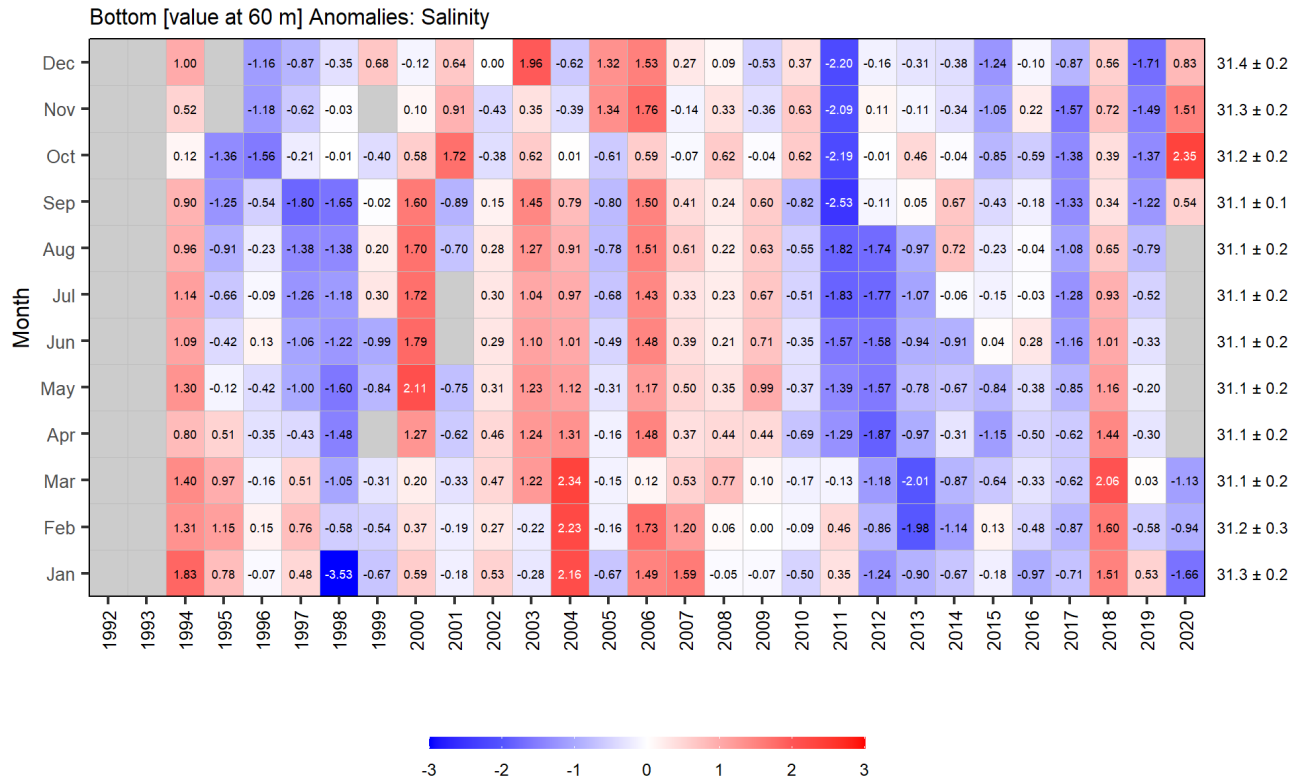 Bottom [value at 60 m] Anomalies: Salinity
Month
Dec 1.00 -1.16 -0.87 -0.35 0.68 -0.12 0.64 0.00 1.96 -0.62 1.32 1.53 0.27 0.09 -0.53 0.37 -2.20 -0.16 -0.31 -0.38 -1.24 -0.10 -0.87 0.56 -1.71 0.83 31.4 ± 0.2
Nov 0.52 -1.18 -0.62 -0.03 0.10 0.91 -0.43 0.35 -0.39 1.34 1.76 -0.14 0.33 -0.36 0.63 -2.09 0.11 -0.11 -0.34 -1.05 0.22 -1.57 0.72 -1.49 1.51 31.3 ± 0.2
Oct 0.12 -1.36 -1.56 -0.21 -0.01 -0.40 0.58 1.72 -0.38 0.62 0.01 -0.61 0.59 -0.07 0.62 -0.04 0.62 -2.19 -0.01 0.46 -0.04 -0.85 -0.59 -1.38 0.39 -1.37 2.35 31.2 ± 0.2
Sep 0.90 -1.25 -0.54 -1.80 -1.65 -0.02 1.60 -0.89 0.15 1.45 0.79 -0.80 1.50 0.41 0.24 0.60 -0.82 -2.53 -0.11 0.05 0.67 -0.43 -0.18 -1.33 0.34 -1.22 0.54 31.1 ± 0.1
Aug 0.96 -0.91 -0.23 -1.38 -1.38 0.20 1.70 -0.70 0.28 1.27 0.91 -0.78 1.51 0.61 0.22 0.63 -0.55 -1.82 -1.74 -0.97 0.72 -0.23 -0.04 -1.08 0.65 -0.79 31.1 ± 0.2
Jul 1.14 -0.66 -0.09 -1.26 -1.18 0.30 1.72 0.30 1.04 0.97 -0.68 1.43 0.33 0.23 0.67 -0.51 -1.83 -1.77 -1.07 -0.06 -0.15 -0.03 -1.28 0.93 -0.52 31.1 ± 0.2
Jun 1.09 -0.42 0.13 -1.06 -1.22 -0.99 1.79 0.29 1.10 1.01 -0.49 1.48 0.39 0.21 0.71 -0.35 -1.57 -1.58 -0.94 -0.91 0.04 0.28 -1.16 1.01 -0.33 31.1 ± 0.2
May 1.30 -0.12 -0.42 -1.00 -1.60 -0.84 2.11 -0.75 0.31 1.23 1.12 -0.31 1.17 0.50 0.35 0.99 -0.37 -1.39 -1.57 -0.78 -0.67 -0.84 -0.38 -0.85 1.16 -0.20 31.1 ± 0.2
Apr 0.80 0.51 -0.35 -0.43 -1.48 1.27 -0.62 0.46 1.24 1.31 -0.16 1.48 0.37 0.44 0.44 -0.69 -1.29 -1.87 -0.97 -0.31 -1.15 -0.50 -0.62 1.44 -0.30 31.1 ± 0.2
Mar 1.40 0.97 -0.16 0.51 -1.05 -0.31 0.20 -0.33 0.47 1.22 2.34 -0.15 0.12 0.53 0.77 0.10 -0.17 -0.13 -1.18 -2.01 -0.87 -0.64 -0.33 -0.62 2.06 0.03 -1.13 31.1 ± 0.2
Feb 1.31 1.15 0.15 0.76 -0.58 -0.54 0.37 -0.19 0.27 -0.22 2.23 -0.16 1.73 1.20 0.06 0.00 -0.09 0.46 -0.86 -1.98 -1.14 0.13 -0.48 -0.87 1.60 -0.58 -0.94 31.2 ± 0.3
Jan 1.83 0.78 -0.07 0.48 -3.53 -0.67 0.59 -0.18 0.53 -0.28 2.16 -0.67 1.49 1.59 -0.05 -0.07 -0.50 0.35 -1.24 -0.90 -0.67 -0.18 -0.97 -0.71 1.51 0.53 -1.66 31.3 ± 0.2
1992 1993 1994 1995 1996 1997 1998 1999 2000 2001 2002 2003 2004 2005 2006 2007 2008 2009 2010 2011 2012 2013 2014 2015 2016 2017 2018 2019 2020
-3 -2 -1 0 1 2 3